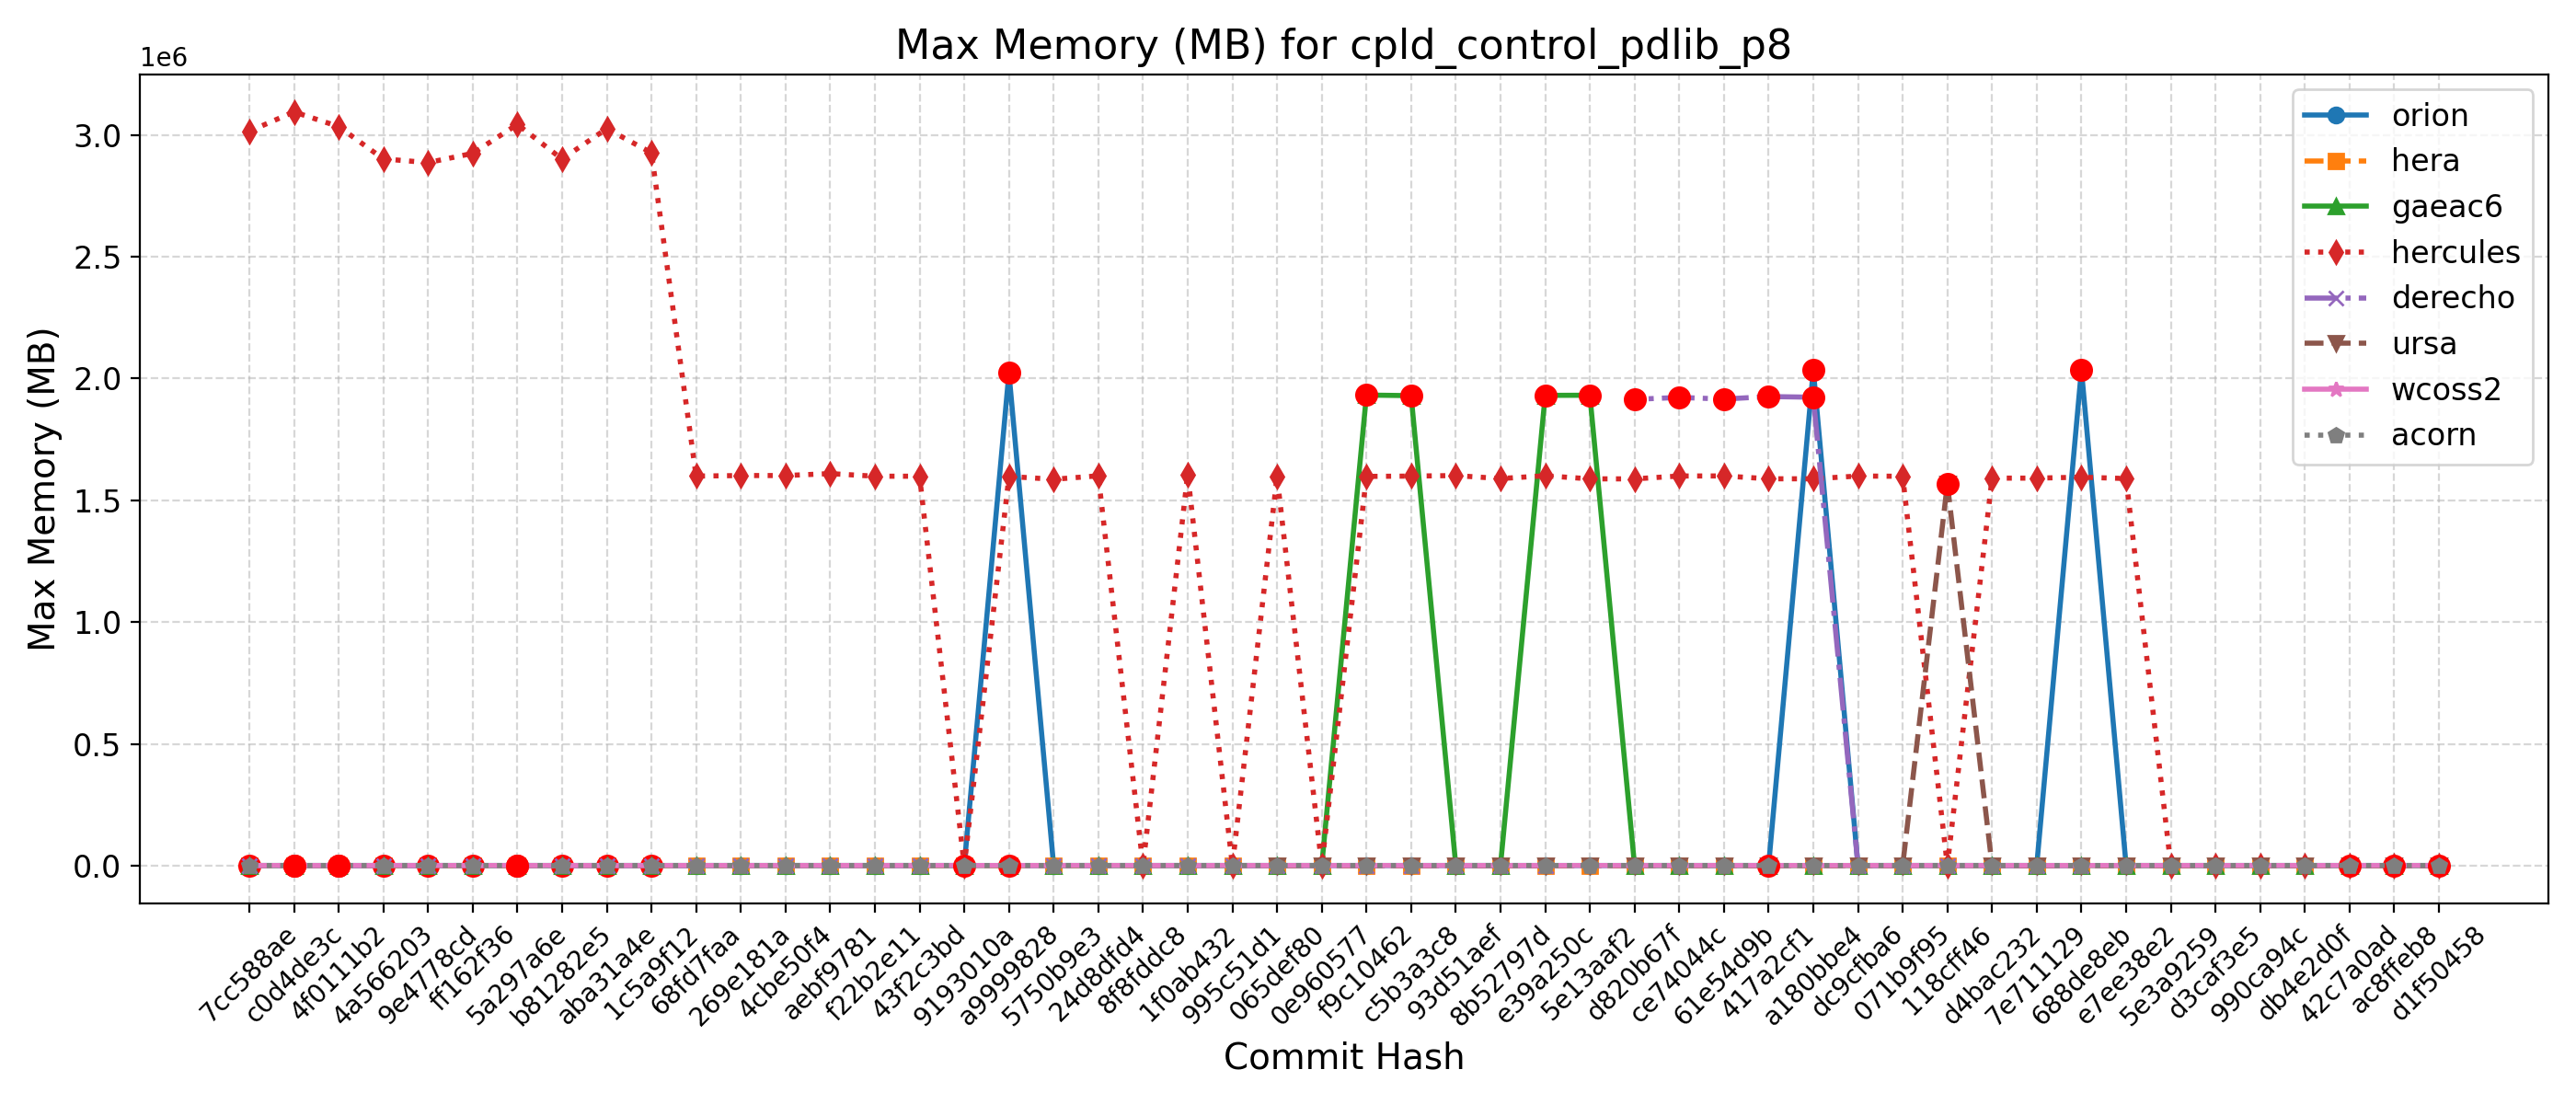 Max Memory (MB) for cpld_control_pdlib_p8
1e6
3.0
2.5
2.0
1.5
1.0
0.5
0.0
Max Memory (MB)
orion
hera
gaeac6
hercules
derecho
ursa
wcoss2
acorn
7cc588ae
c0d4de3c
4f0111b2
4a566203
9e4778cd
ff162f36
5a297a6e
b81282e5
aba31a4e
1c5a9f12
68fd7faa
269e181a
4cbe50f4
aebf9781
f22b2e11
43f2c3bd
9193010a
a9999828
5750b9e3
24d8dfd4
8f8fddc8
1f0ab432
995c51d1
065def80
0e960577
f9c10462
c5b3a3c8
93d51aef
8b52797d
e39a250c
5e13aaf2
d820b67f
ce74044c
61e54d9b
417a2cf1
a180bbe4
dc9cfba6
071b9f95
118cff46
d4bac232
7e711129
688de8eb
e7ee38e2
5e3a9259
d3caf3e5
990ca94c
db4e2d0f
42c7a0ad
ac8ffeb8
d1f50458
Commit Hash